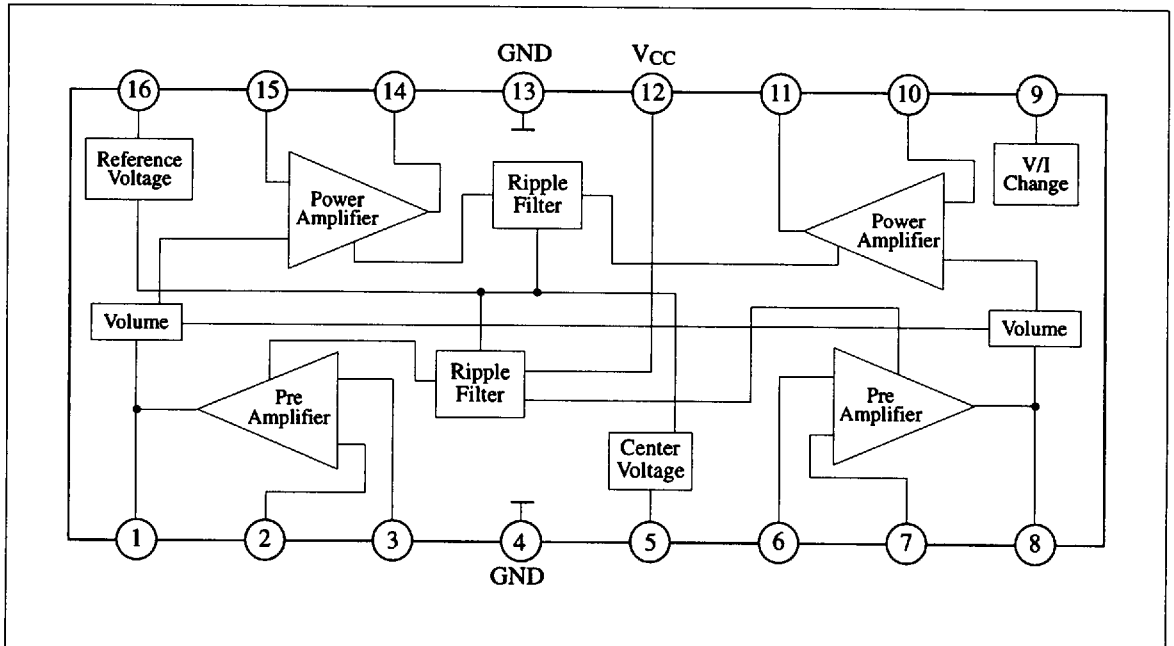 GND
VCC
16
15
14
13
12
11
10
9
Reference
Voltage
Power
Amplifier
Ripple
Filter
Power
Amplifier
V/I
Change
Volume
Volume
Pre
Amplifier
Ripple
Filter
Pre
Amplifier
Center
Voltage
1
2
3
4
5
6
7
8
GND